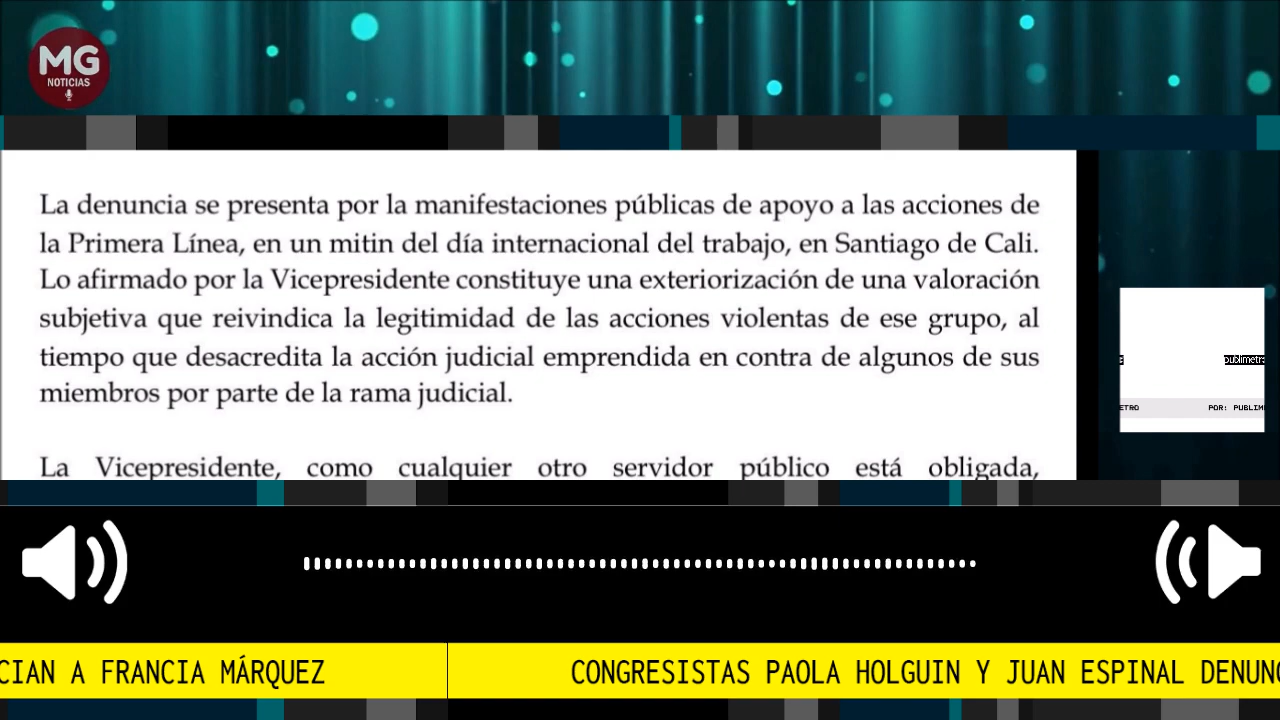 MG
NOTICIAS
La denuncia se presenta por la manifestaciones públicas de apoyo a las acciones de
la Primera Línea, en un mitin del día internacional del trabajo, en Santiago de Cali.
Lo afirmado por la Vicepresidente constituye una exteriorización de una valoración
subjetiva que reivindica la legitimidad de las acciones violentas de ese grupo, al
tiempo que desacredita la acción judicial emprendida en contra de algunos de sus
miembros por parte de la rama judicial.
La Vicepresidente, como cualquier otro servidor público está obligada,
publimetro
ETRO POR: PUBLIM
CIAN A FRANCIA MÁRQUEZ CONGRESISTAS PAOLA HOLGUIN Y JUAN ESPINAL DENUNC